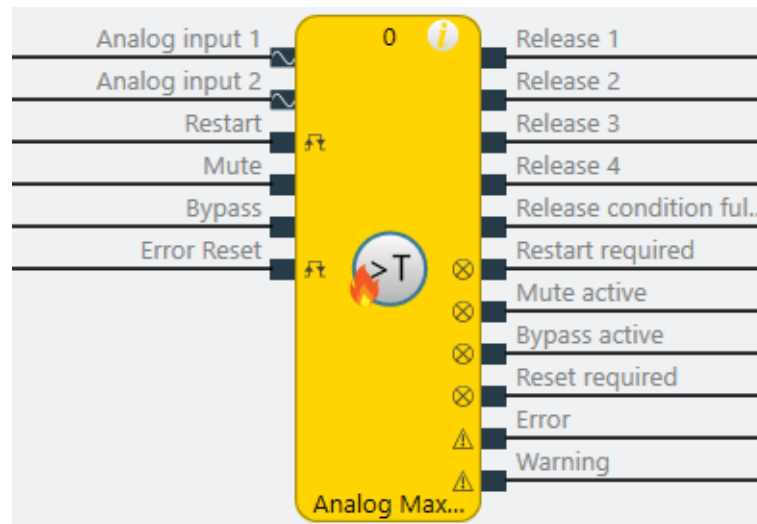 Analog input 1
Analog input 2
Restart
Mute
Bypass
Error Reset
0
i
>T
Analog Max...
Release 1
Release 2
Release 3
Release 4
Release condition ful..
Restart required
Mute active
Bypass active
Reset required
Error
Warning